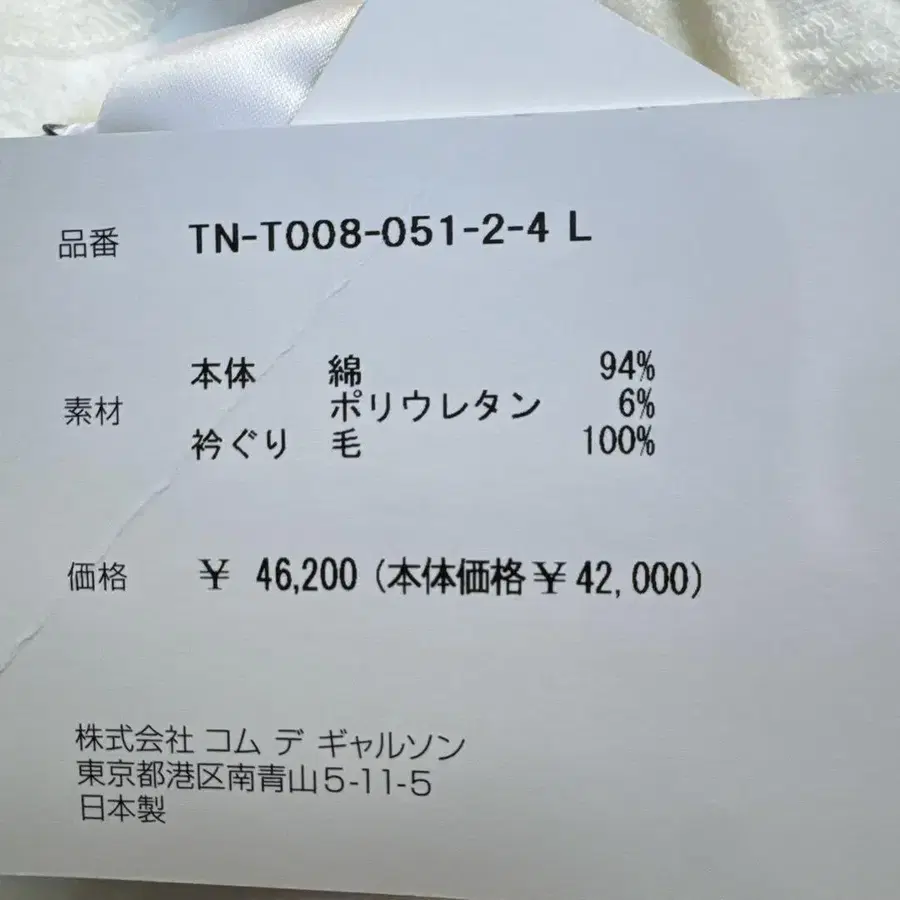 品番 TN-T008-051-2-4 L
本体 綿 94%
素材 ポリウレタン 6%
衿ぐり 毛 100%
価格 ¥ 46,200 (本体価格¥42,000)
株式会社 コム デ ギャルソン
東京都港区南青山5-11-5
日本製